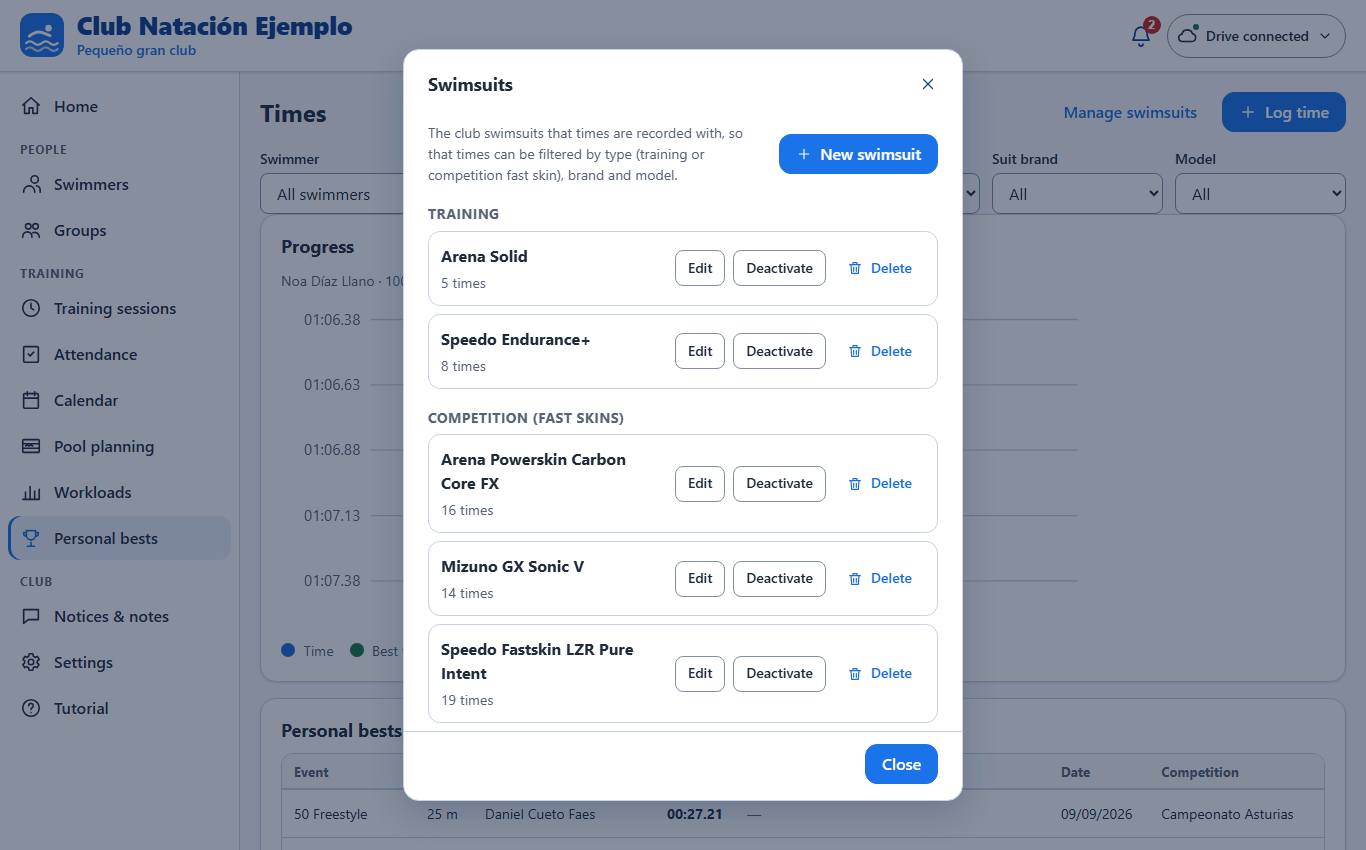 Club Natación Ejemplo
Pequeño gran club
2
Drive connected
Home
PEOPLE
Swimmers
Groups
TRAINING
Training sessions
Attendance
Calendar
Pool planning
Workloads
Personal bests
CLUB
Notices & notes
Settings
Tutorial
Times
Manage swimsuits
+ Log time
Swimmer
All swimmers
Suit brand
All
Model
All
Progress
Noa Díaz Llano · 100
01:06.38
01:06.63
01:06.88
01:07.13
01:07.38
Time
Best
Personal bests
Event
Date
Competition
50 Freestyle
25 m
Daniel Cueto Faes
00:27.21
—
09/09/2026
Campeonato Asturias
Swimsuits
The club swimsuits that times are recorded with, so
that times can be filtered by type (training or
competition fast skin), brand and model.
+ New swimsuit
TRAINING
Arena Solid
5 times
Edit
Deactivate
Delete
Speedo Endurance+
8 times
Edit
Deactivate
Delete
COMPETITION (FAST SKINS)
Arena Powerskin Carbon
Core FX
16 times
Edit
Deactivate
Delete
Mizuno GX Sonic V
14 times
Edit
Deactivate
Delete
Speedo Fastskin LZR Pure
Intent
19 times
Edit
Deactivate
Delete
Close